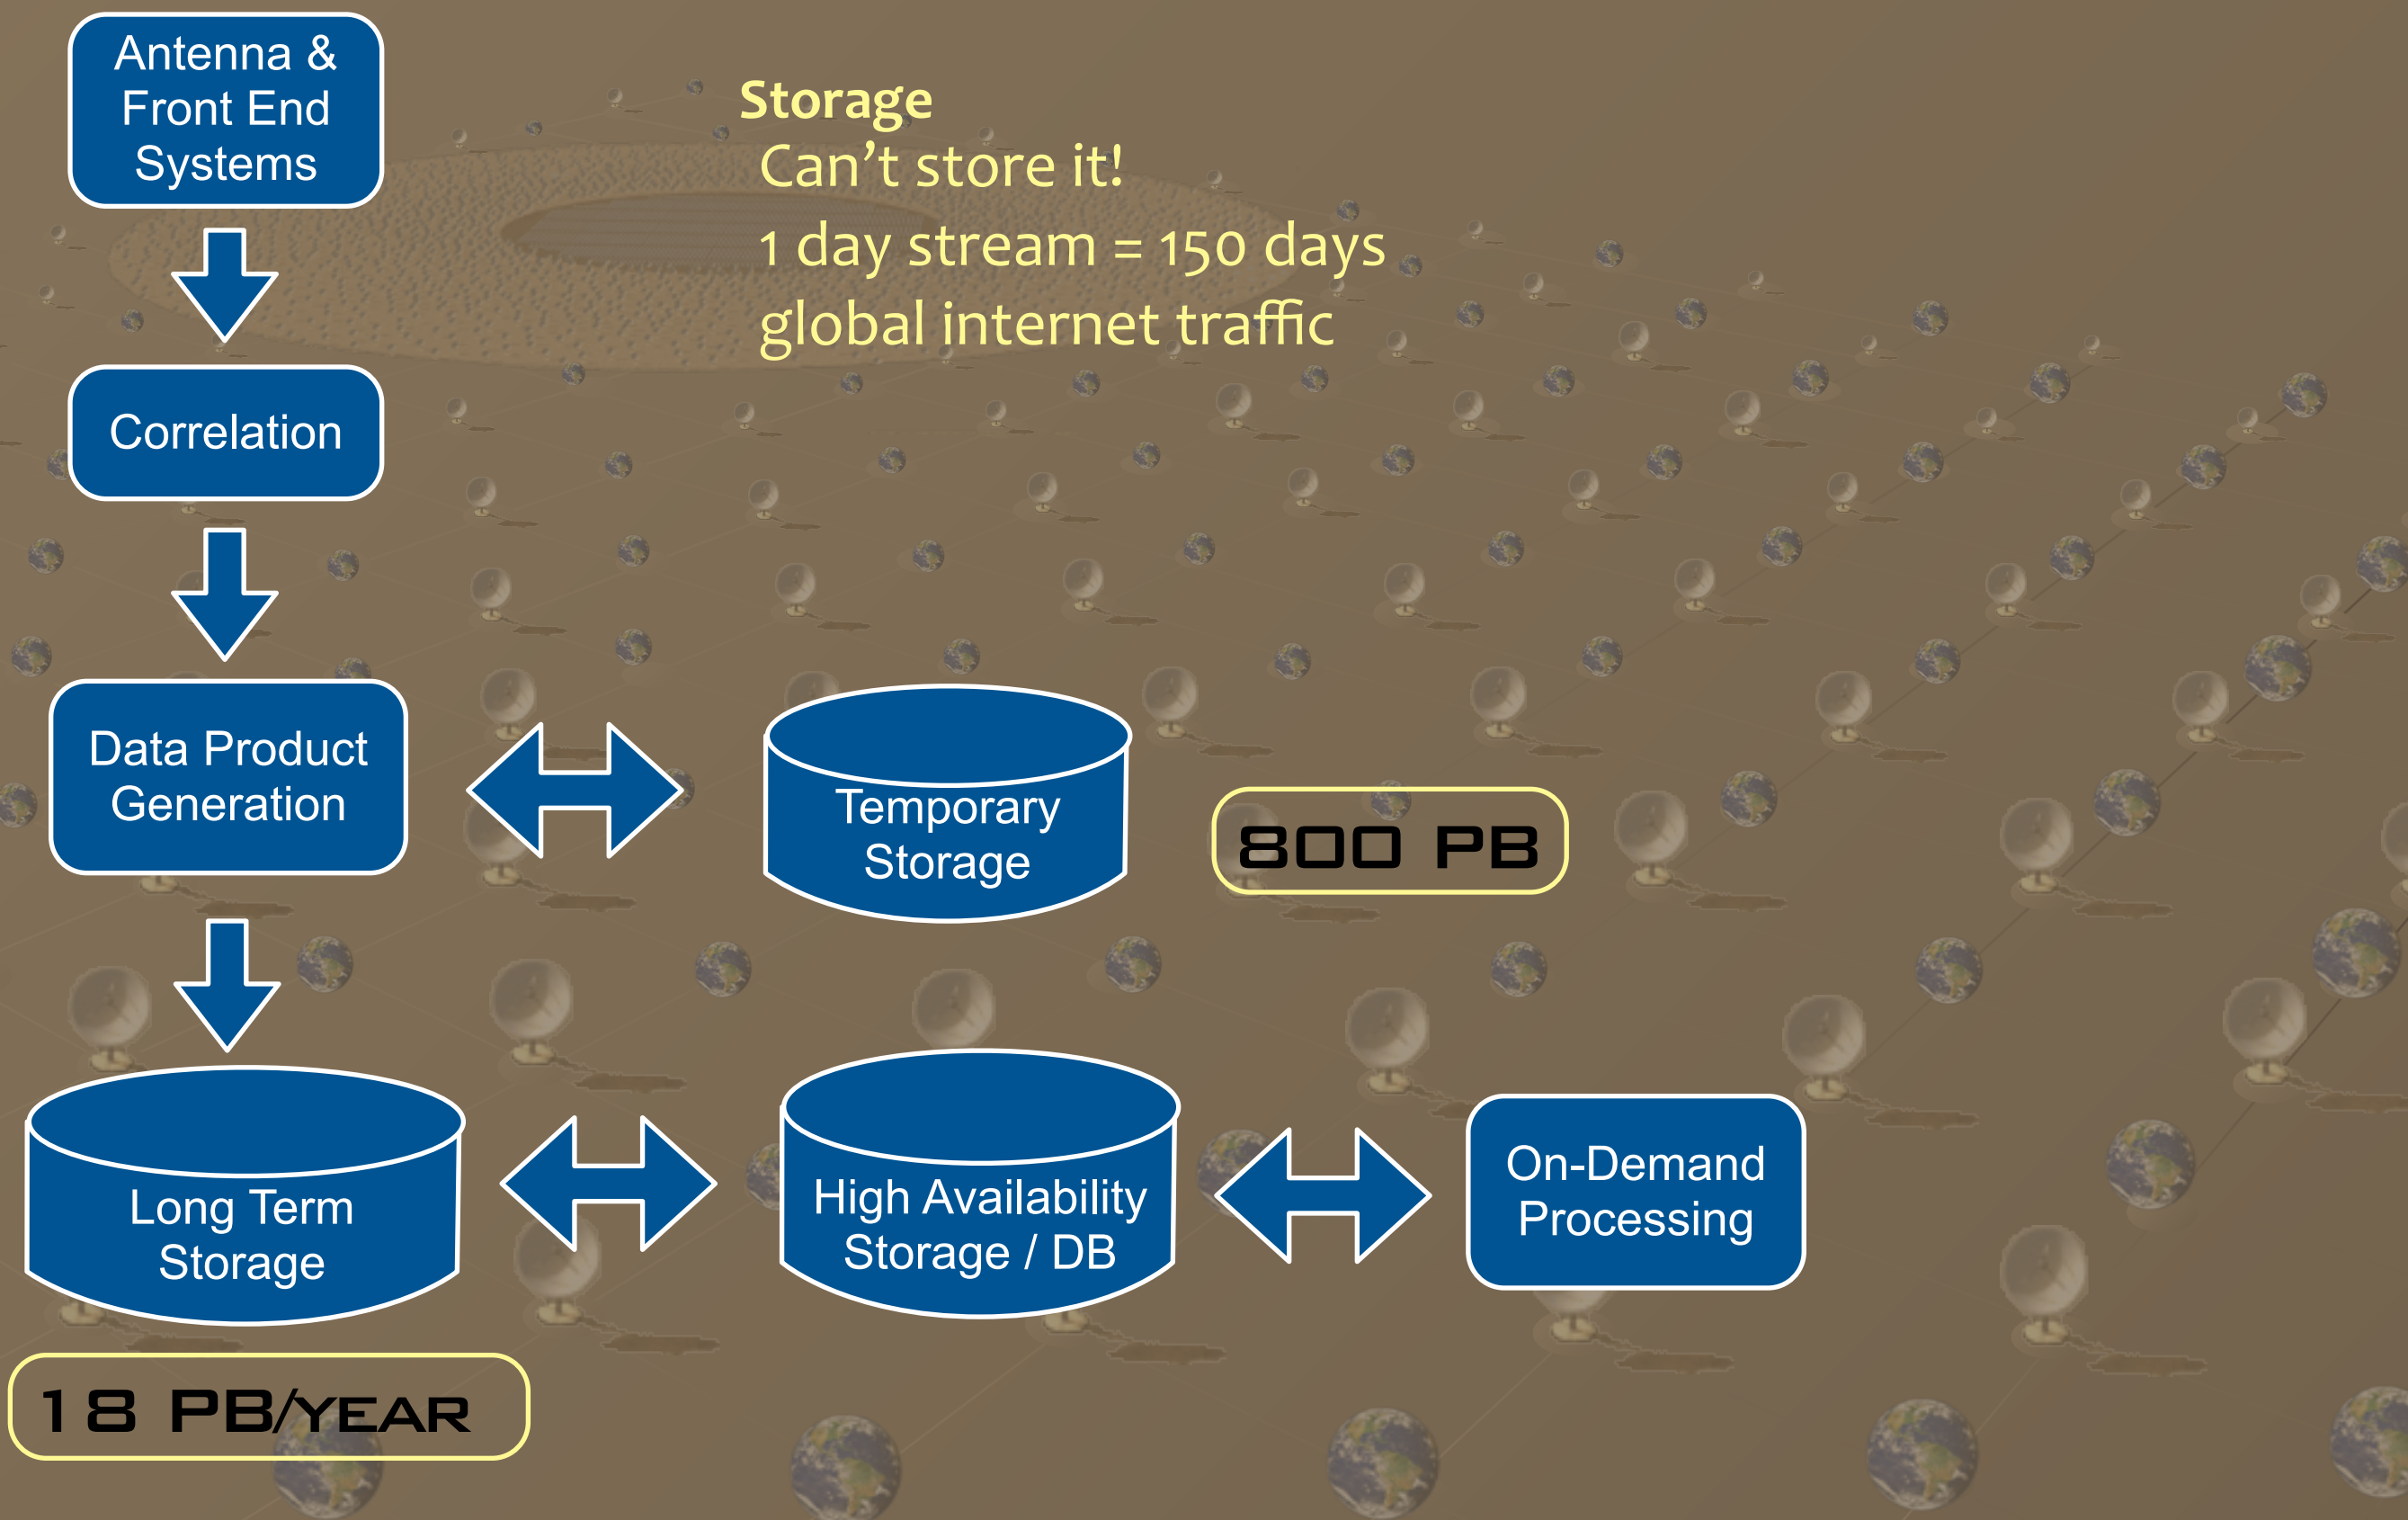 Antenna &
Front End
Systems
Storage
Can't store it!
1 day stream = 150 days
global internet traffic
Correlation
Data Product
Generation
Temporary
Storage
800 PB
Long Term
Storage
High Availability
Storage / DB
On-Demand
Processing
18 PB/YEAR